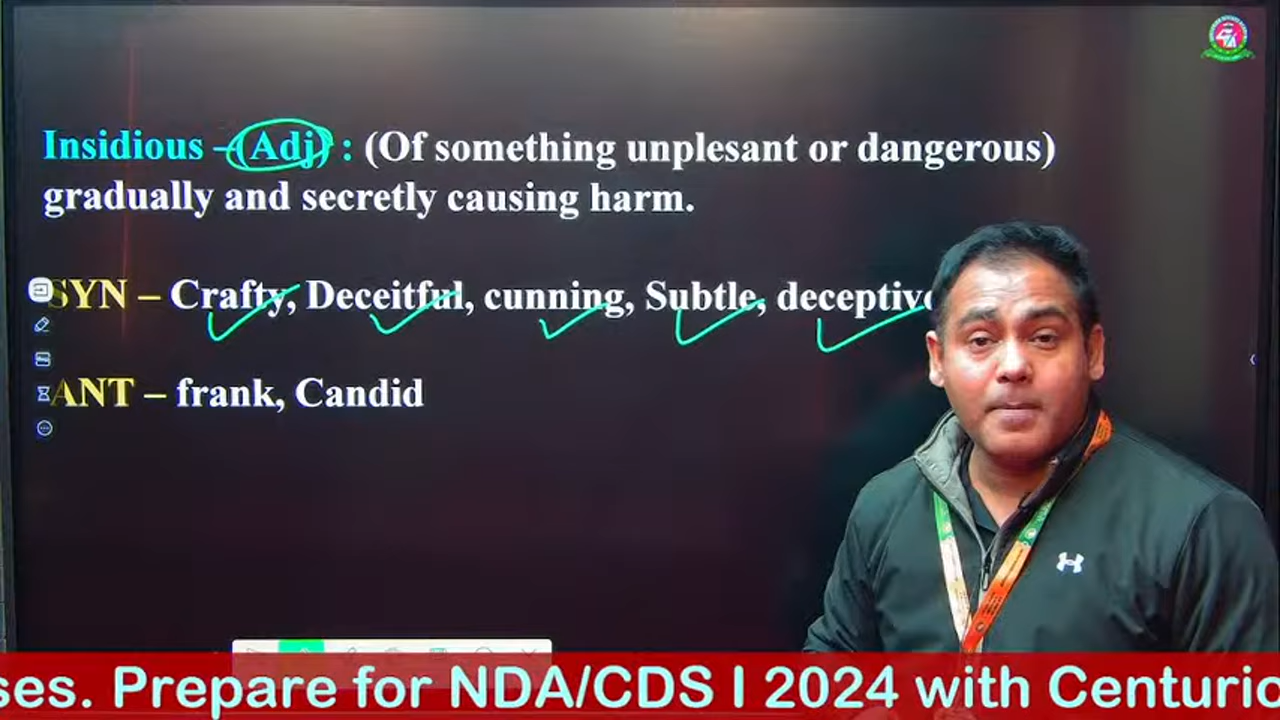 Insidious – (Adj) : (Of something unplesant or dangerous)
gradually and secretly causing harm.
SYN – Crafty, Deceitful, cunning, Subtle, deceptive
ANT – frank, Candid
ses. Prepare for NDA/CDS I 2024 with Centurio